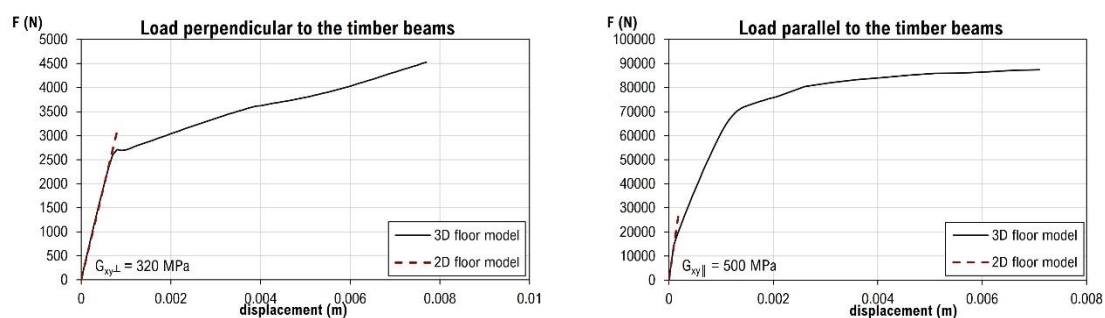 F (N)
Load perpendicular to the timber beams
5000
4500
4000
3500
3000
2500
2000
1500
1000
500
0
3D floor model
2D floor model
Gxy⊥ = 320 MPa
0
0.002
0.004
0.006
0.008
0.01
displacement (m)
F (N)
Load parallel to the timber beams
100000
90000
80000
70000
60000
50000
40000
30000
20000
10000
0
3D floor model
2D floor model
Gxy∥ = 500 MPa
0
0.002
0.004
0.006
0.008
displacement (m)